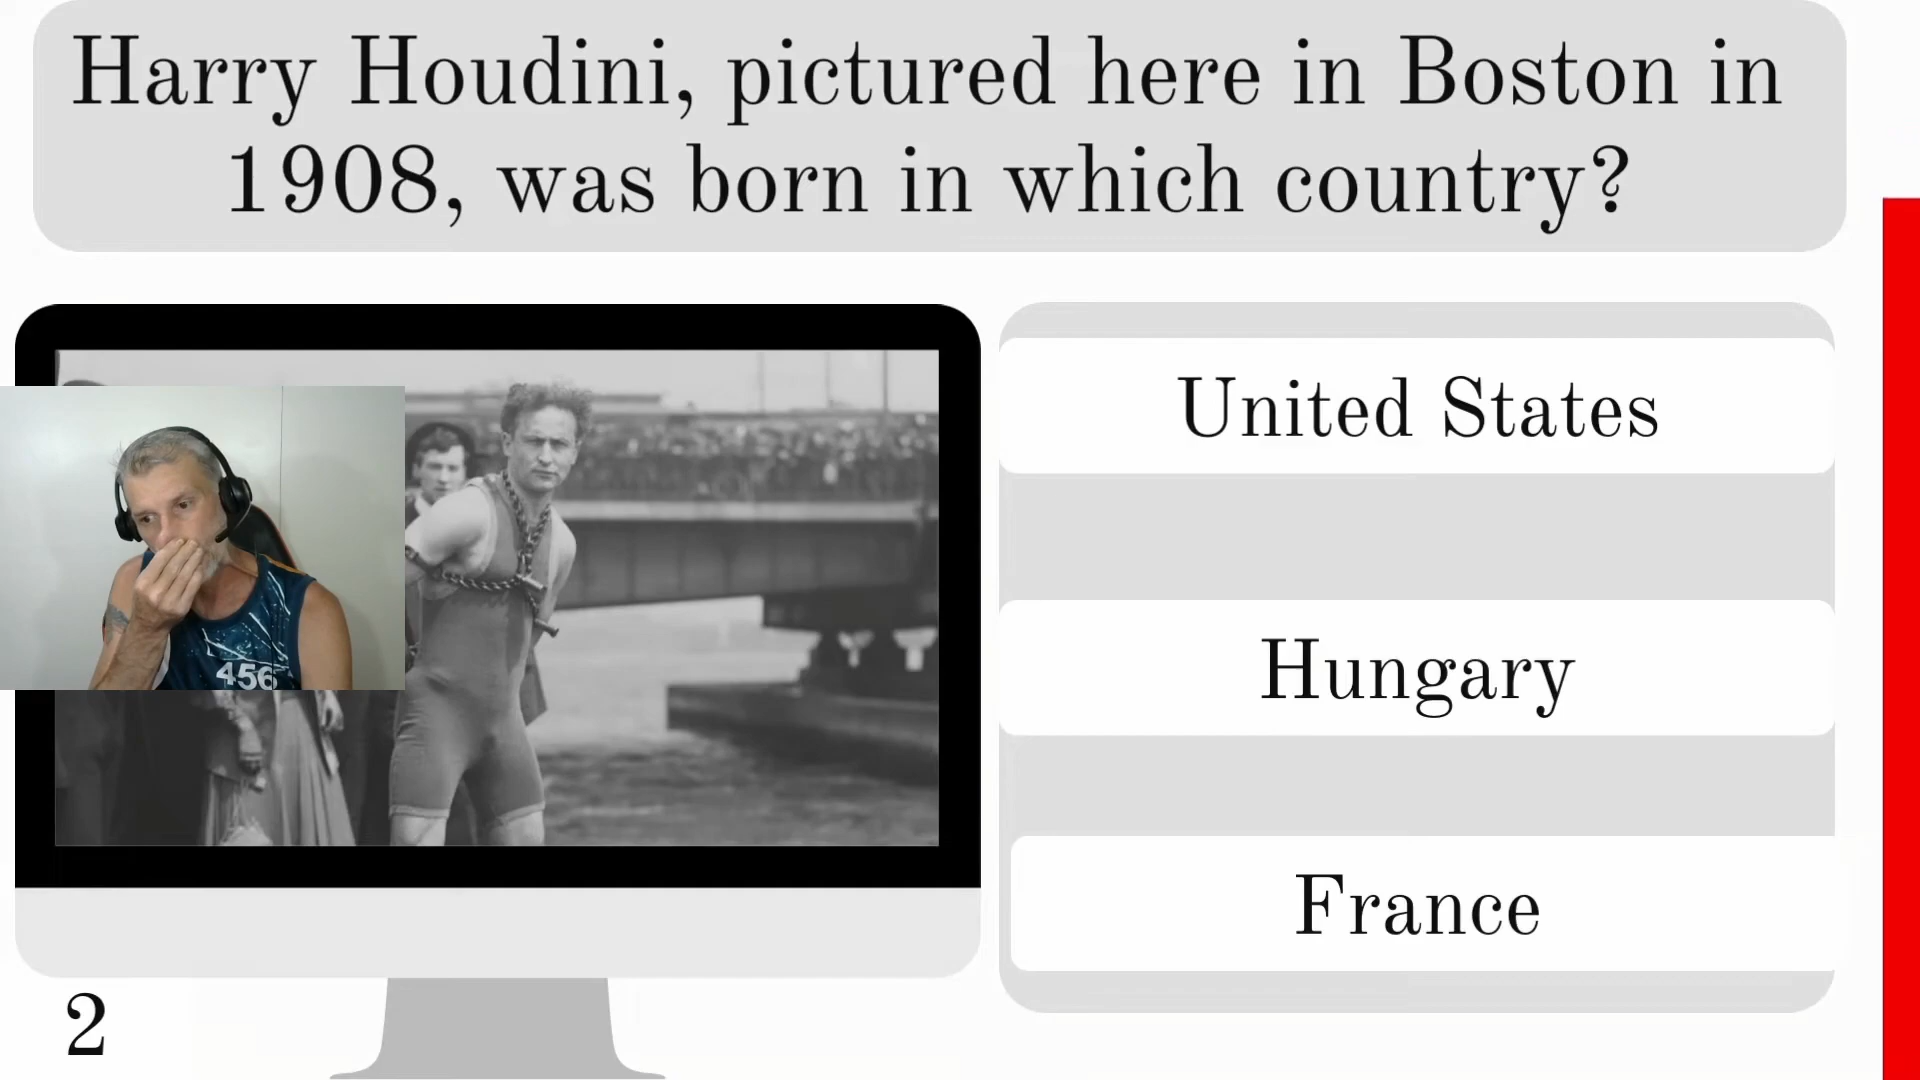 Harry Houdini, pictured here in Boston in
1908, was born in which country?
United States
456
Hungary
France
2